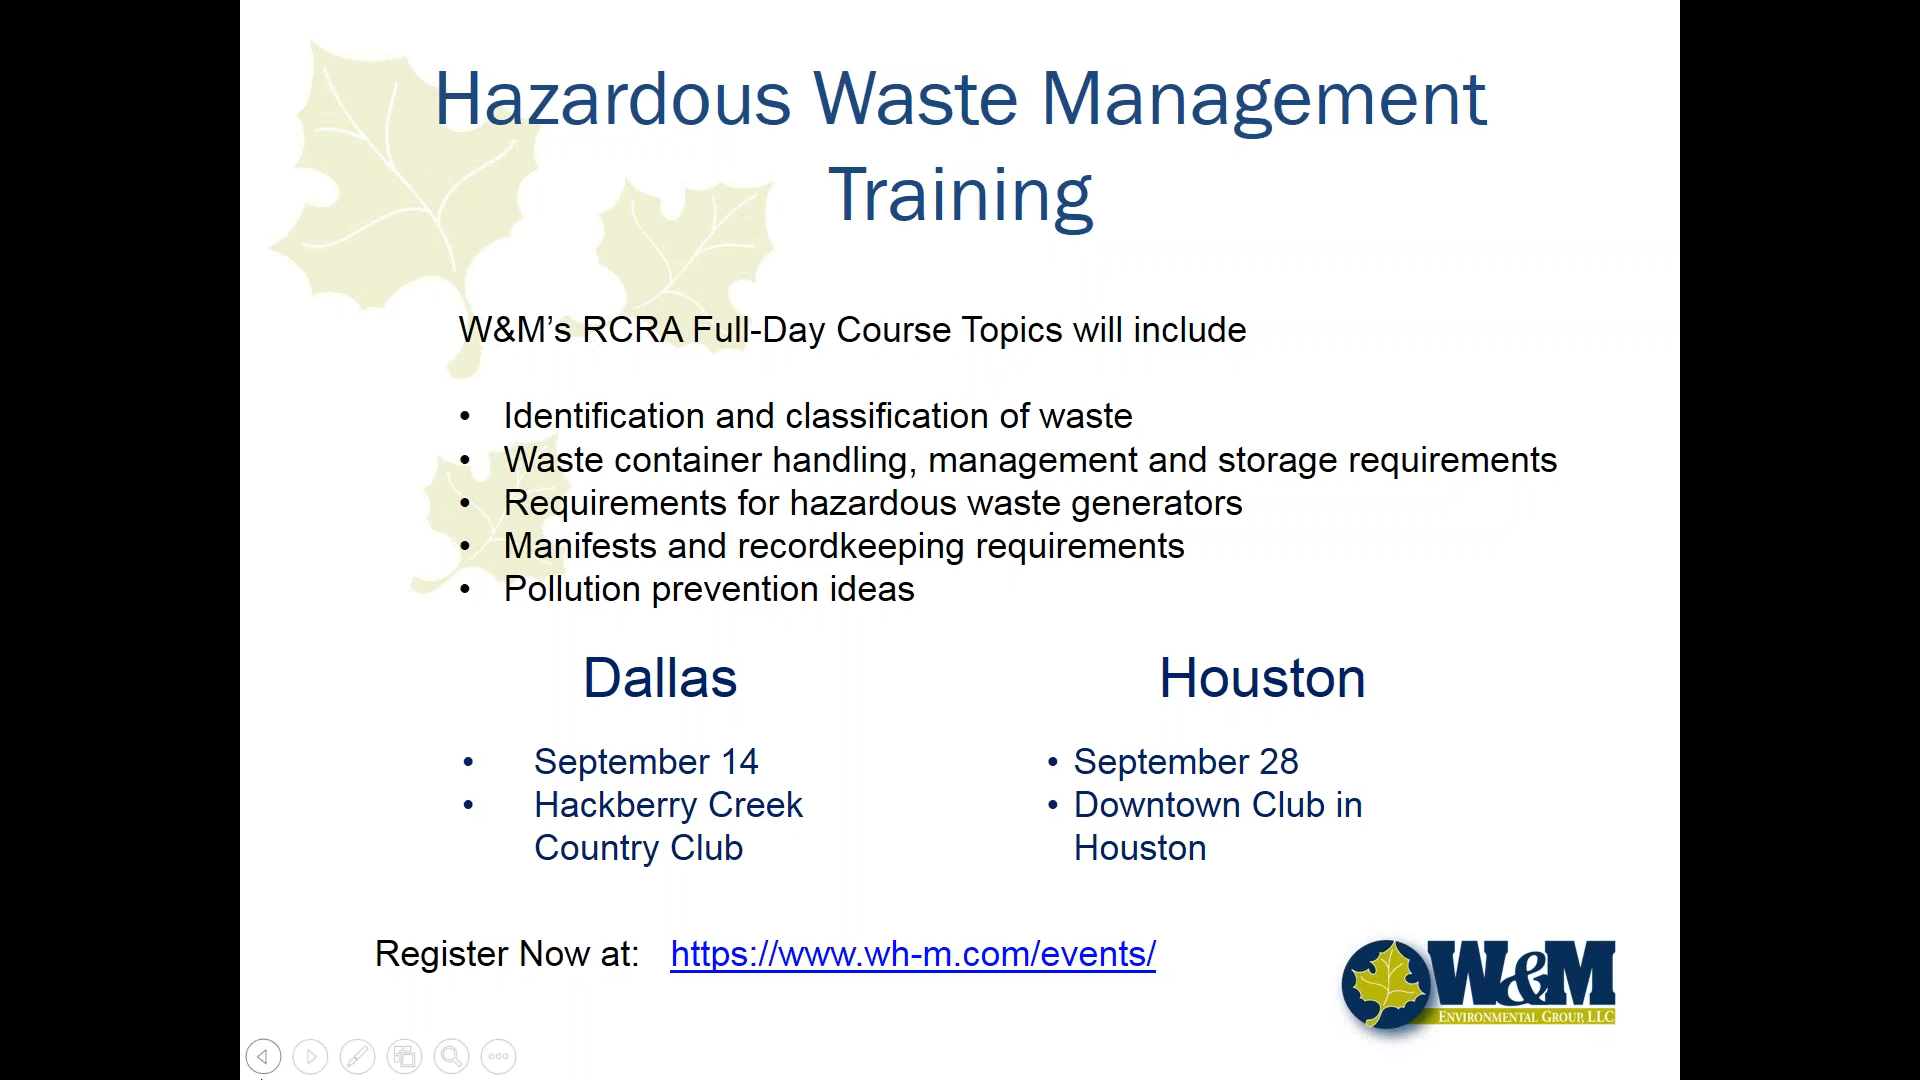 Hazardous Waste Management
Training
W&M’s RCRA Full-Day Course Topics will include
• Identification and classification of waste
• Waste container handling, management and storage requirements
• Requirements for hazardous waste generators
• Manifests and recordkeeping requirements
• Pollution prevention ideas
Dallas
• September 14
• Hackberry Creek
Country Club
Houston
• September 28
• Downtown Club in
Houston
Register Now at: https://www.wh-m.com/events/
W&M
ENVIRONMENTAL GROUP, LLC